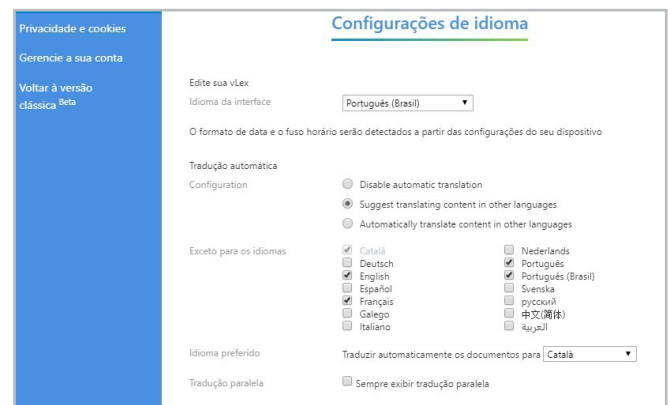 Privacidade e cookies
Gerencie a sua conta
Voltar à versão
clássica Beta
Configurações de idioma
Edite sua vLex
Idioma da interface
Português (Brasil)
O formato de data e o fuso horário serão detectados a partir das configurações do seu dispositivo
Tradução automática
Configuration
Disable automatic translation
Suggest translating content in other languages
Automatically translate content in other languages
Exceto para os idiomas
Català
Deutsch
English
Español
Français
Galego
Italiano
Nederlands
Português
Português (Brasil)
Svenska
русский
中文(简体)
العربية
Idioma preferido
Traduzir automaticamente os documentos para Català
Tradução paralela
Sempre exibir tradução paralela